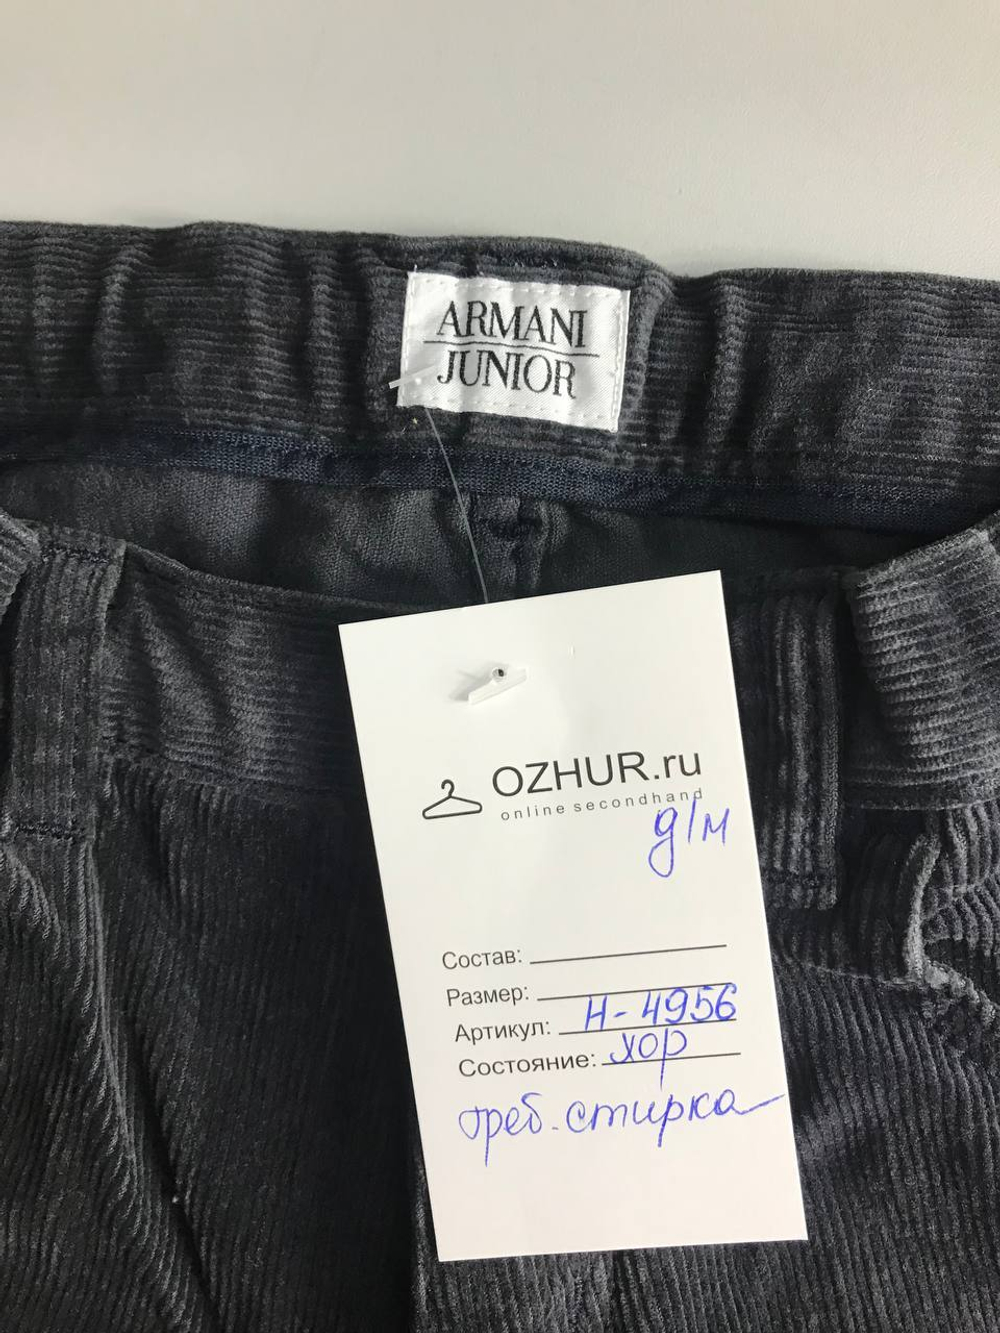 ARMANI
JUNIOR
OZHUR.ru
online secondhand
д/м
Состав:
Размер:
Артикул: Н-4956
Состояние: хор
треб. стирка